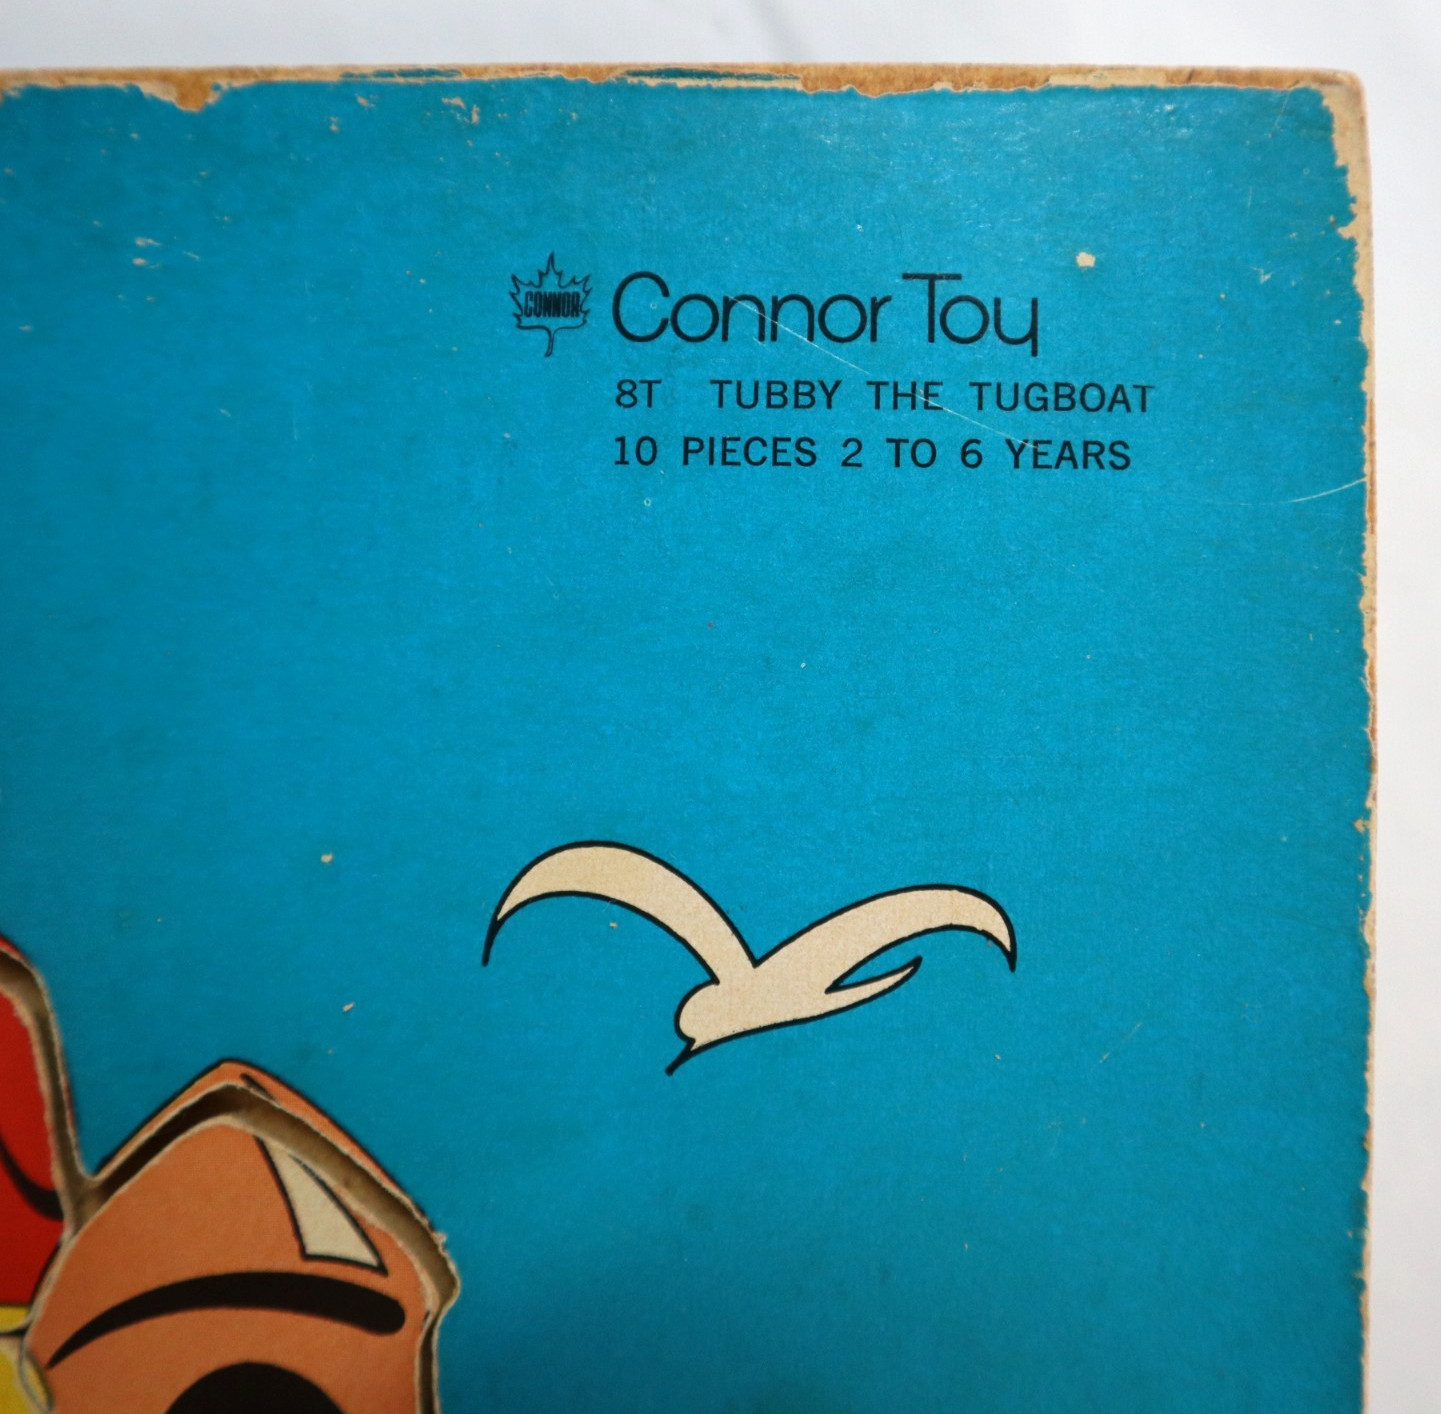 CONNOR
Connor Toy
8T TUBBY THE TUGBOAT
10 PIECES 2 TO 6 YEARS